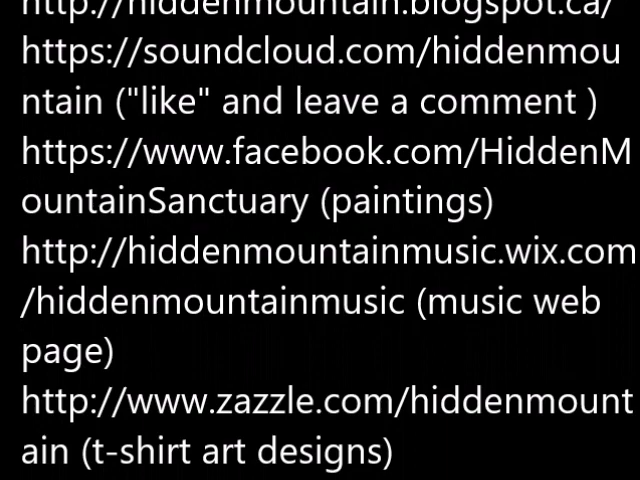 http://hiddenmountain.blogspot.ca/
https://soundcloud.com/hiddenmou
ntain ("like" and leave a comment )
https://www.facebook.com/HiddenM
ountainSanctuary (paintings)
http://hiddenmountainmusic.wix.com
/hiddenmountainmusic (music web
page)
http://www.zazzle.com/hiddenmount
ain (t-shirt art designs)